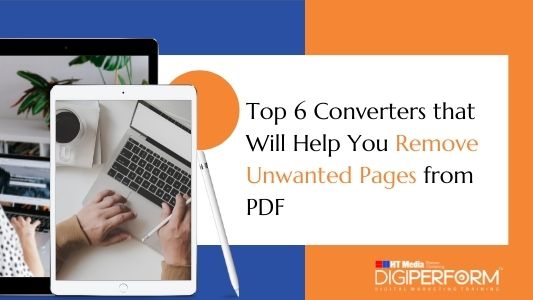 Top 6 Converters that
Will Help You Remove
Unwanted Pages from
PDF
HT Media
DIGIPERFORM
DIGITAL MARKETING TRAINING